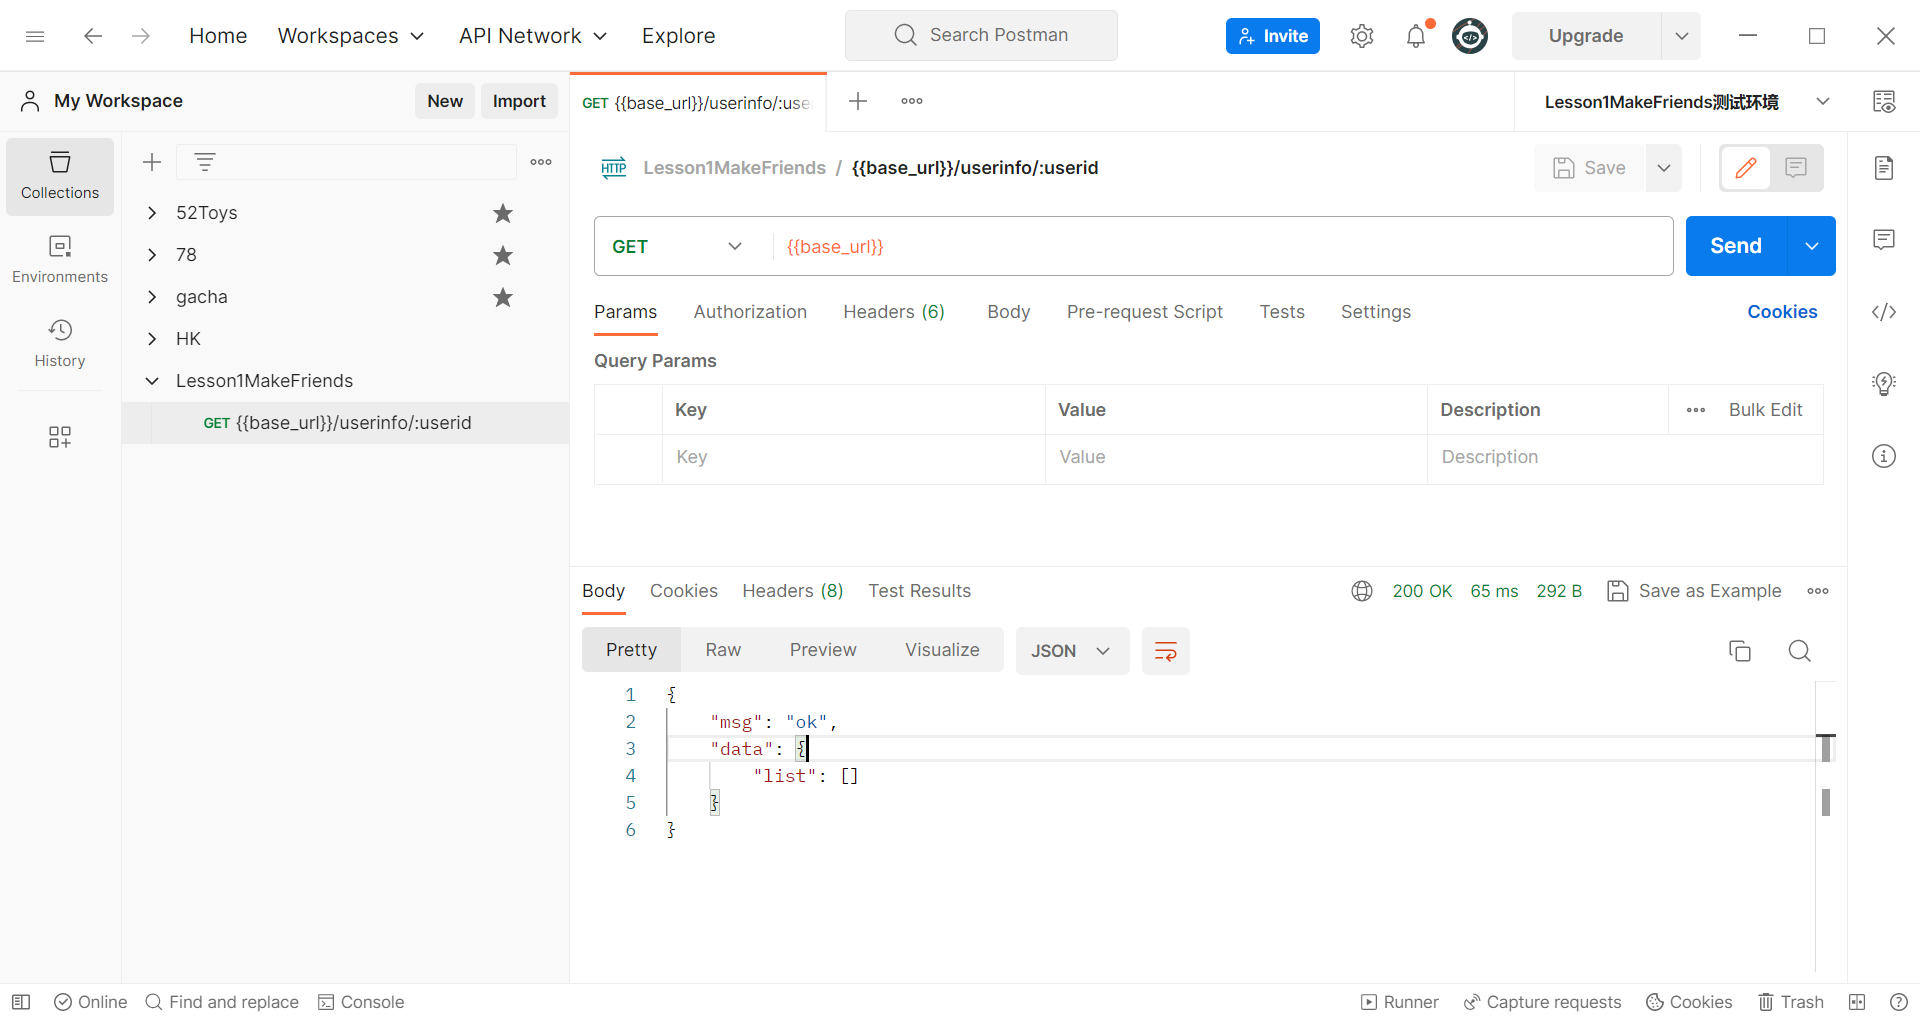 Home Workspaces API Network Explore Search Postman Invite Upgrade
My Workspace New Import
GET {{base_url}}/userinfo/:use
Lesson1MakeFriends测试环境
Collections
Environments
History
52Toys
78
gacha
HK
Lesson1MakeFriends
GET {{base_url}}/userinfo/:userid
HTTP Lesson1MakeFriends / {{base_url}}/userinfo/:userid Save
GET {{base_url}} Send
Params Authorization Headers (6) Body Pre-request Script Tests Settings Cookies
Query Params
Key Value Description Bulk Edit
Key Value Description
Body Cookies Headers (8) Test Results 200 OK 65 ms 292 B Save as Example
Pretty Raw Preview Visualize JSON
1 {
2 "msg": "ok",
3 "data": {
4 "list": []
5 }
6 }
Online Find and replace Console Runner Capture requests Cookies Trash